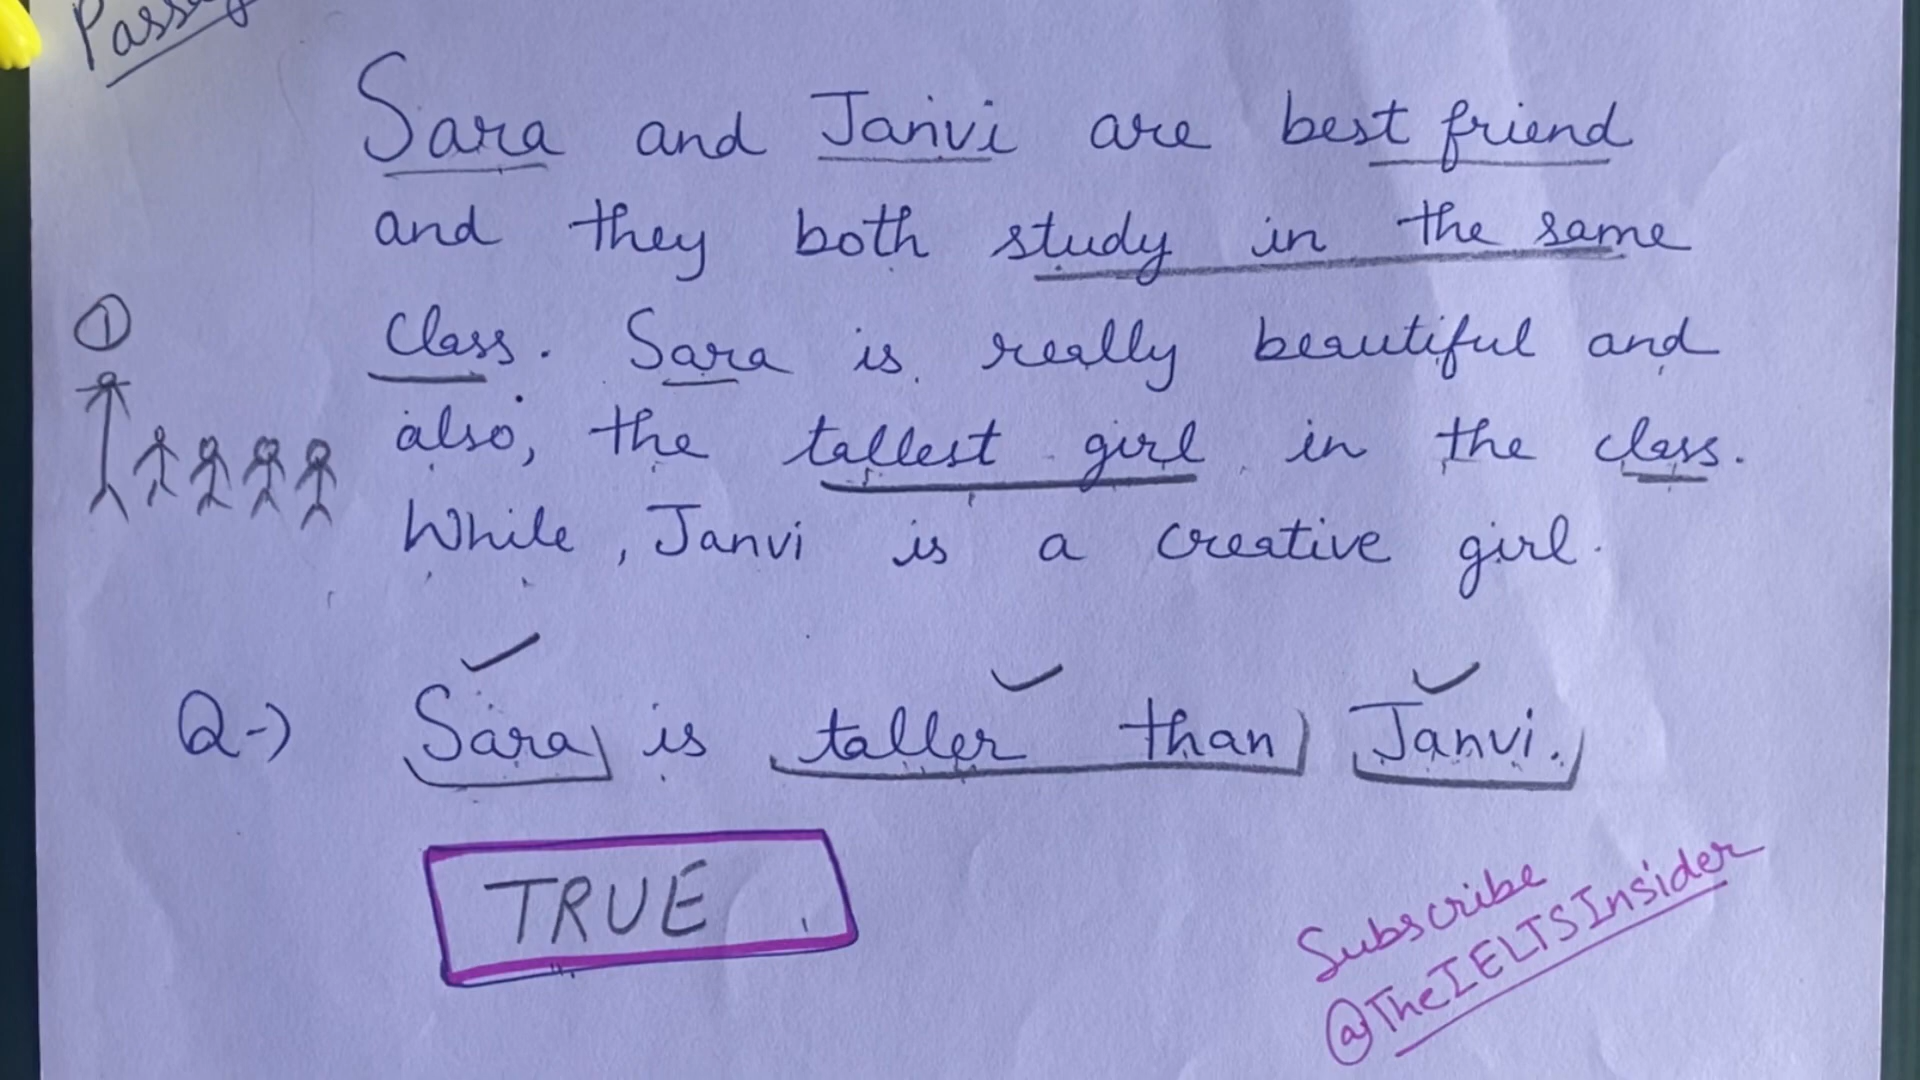 Sara and Janvi are best friend
and they both study in the same
class. Sara is really beautiful and
also, the tallest girl in the class.
While, Janvi is a creative girl.
①
Q→ Sara is taller than Janvi.
TRUE
Subscribe
@TheIELTSInsider